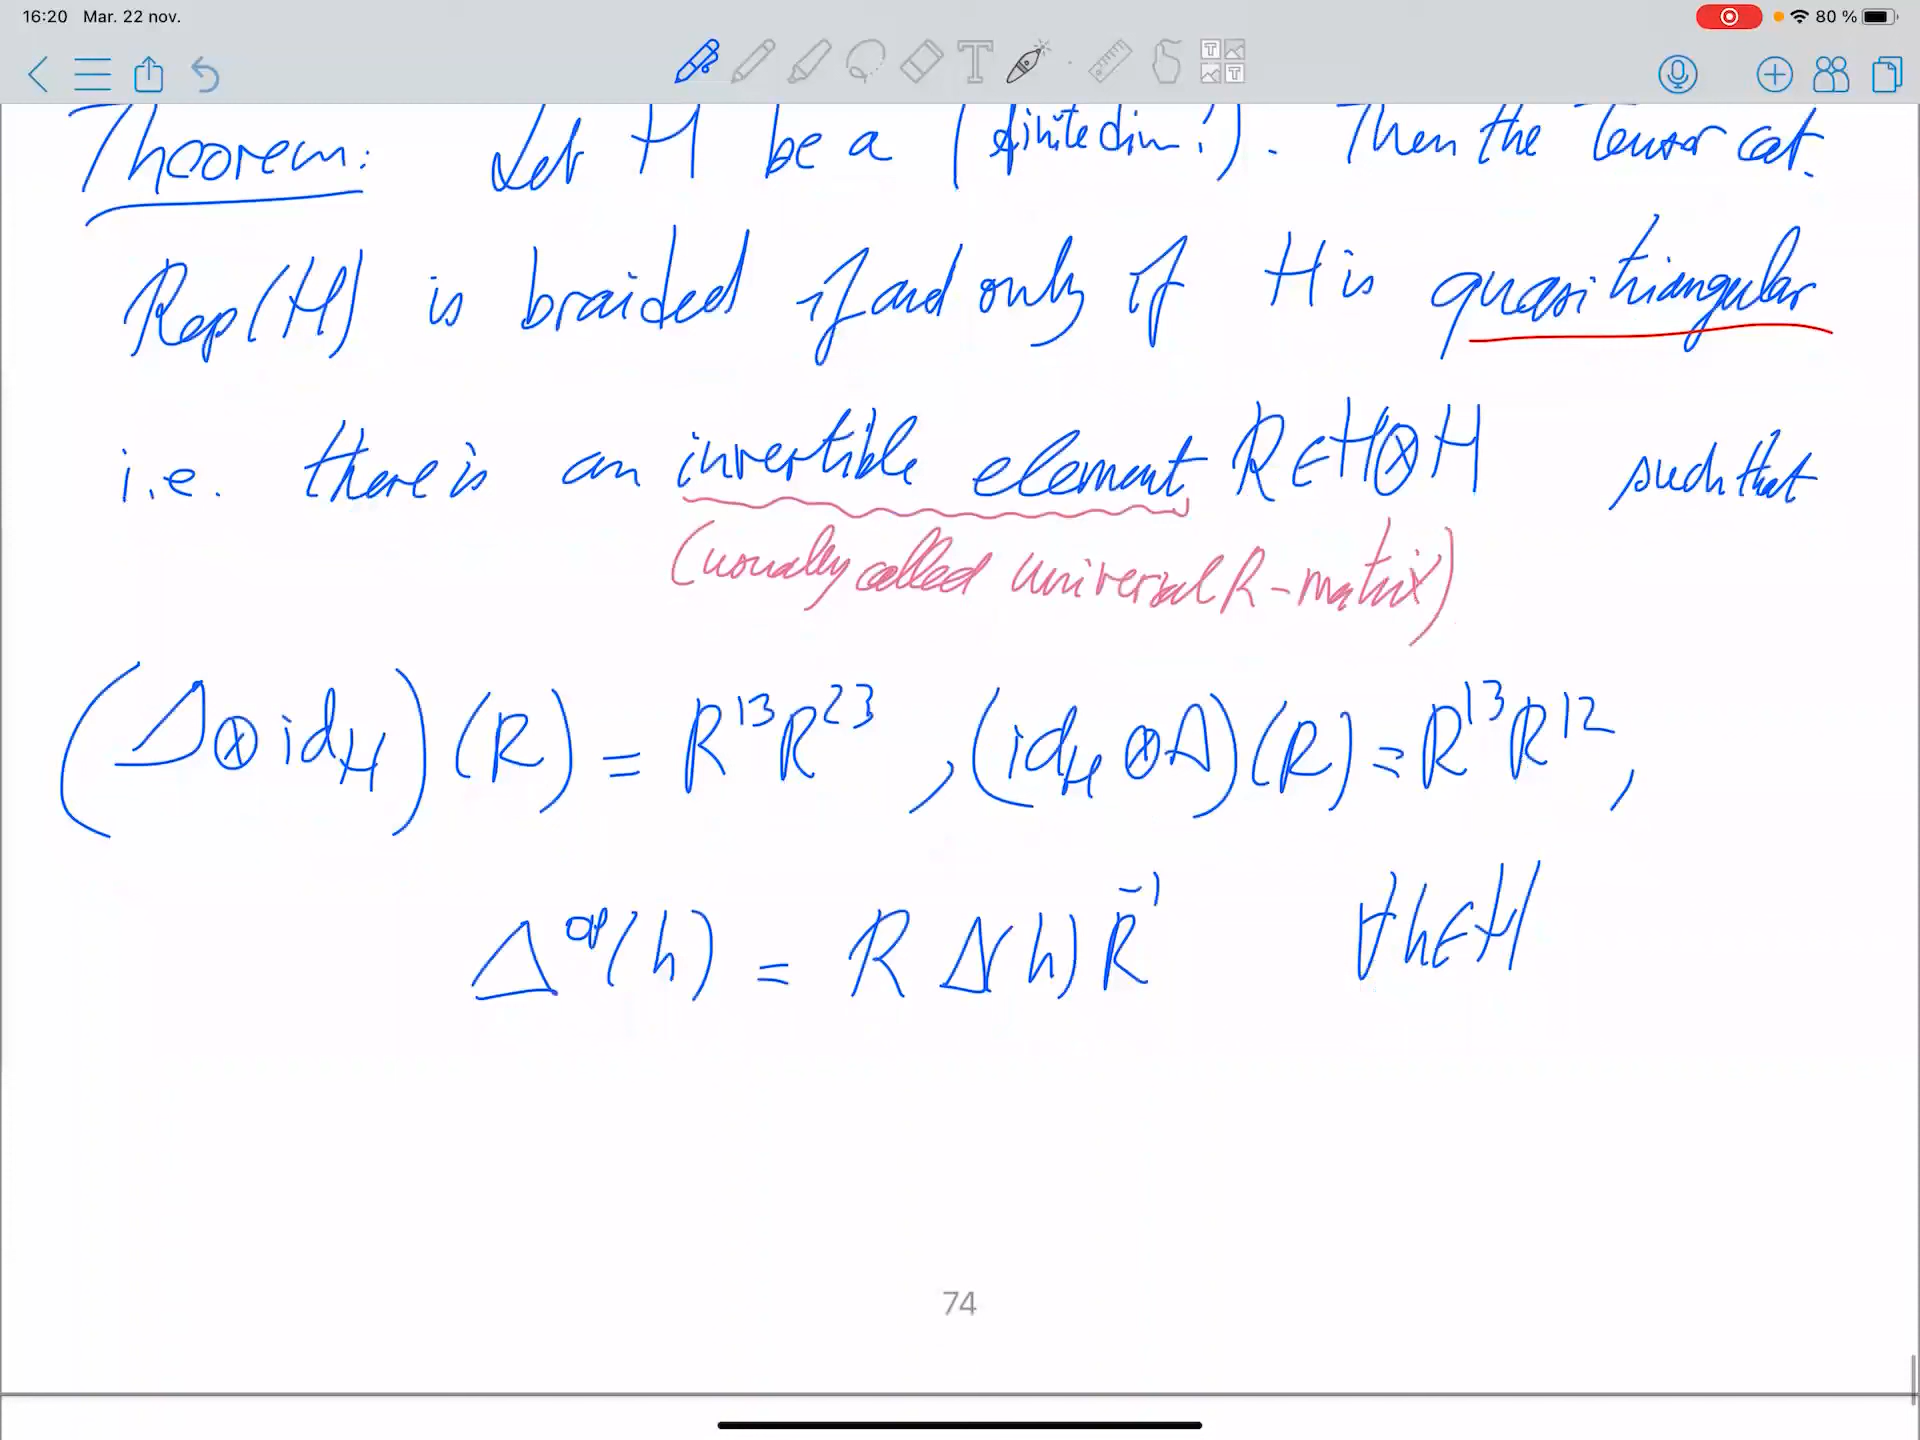 16:20 Mar. 22 nov. 80 %
Theorem: Let H be a (finite dim!). Then the tensor cat.
Rep(H) is braided if and only if H is quasitriangular
i.e. there is an invertible element R∈H⊗H such that
(usually called universal R-matrix)
(Δ⊗id_H)(R) = R^13 R^23, (id_H⊗Δ)(R) = R^13 R^12,
Δ^op(h) = R Δ(h) R^-1 ∀h∈H
74